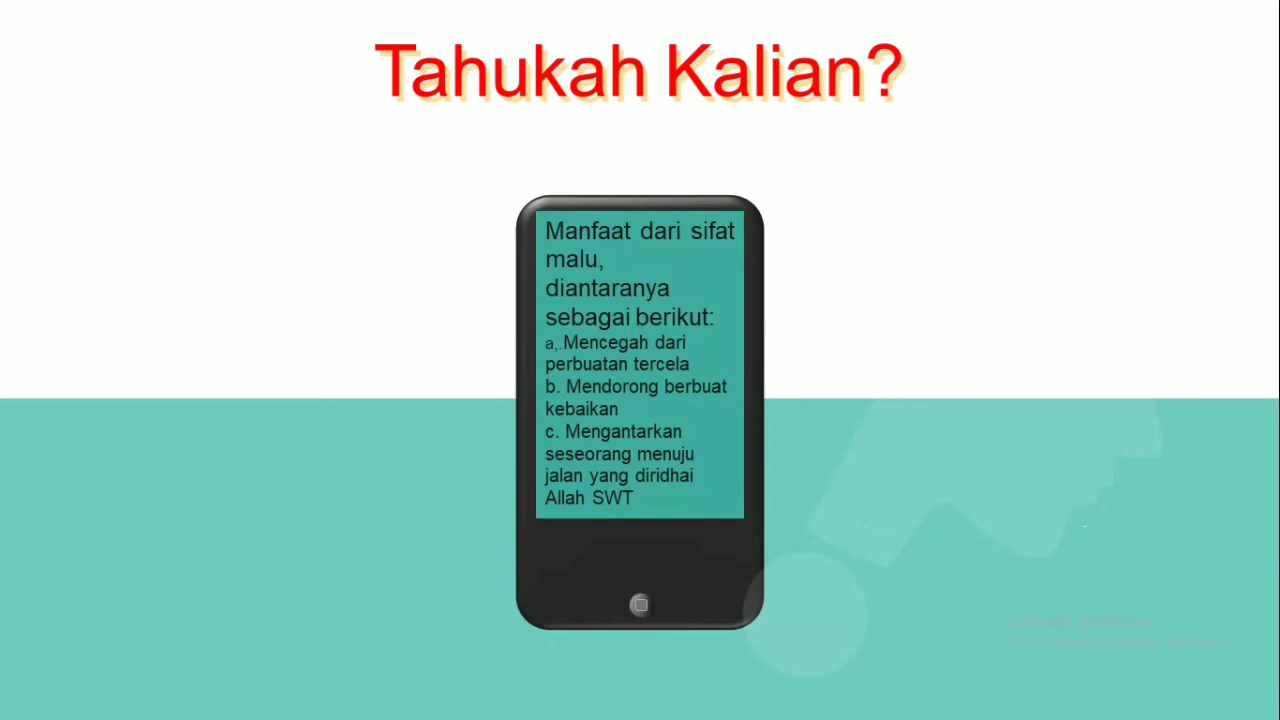 Tahukah Kalian?
Manfaat dari sifat
malu,
diantaranya
sebagai berikut:
a,.Mencegah dari
perbuatan tercela
b. Mendorong berbuat
kebaikan
c. Mengantarkan
seseorang menuju
jalan yang diridhai
Allah SWT